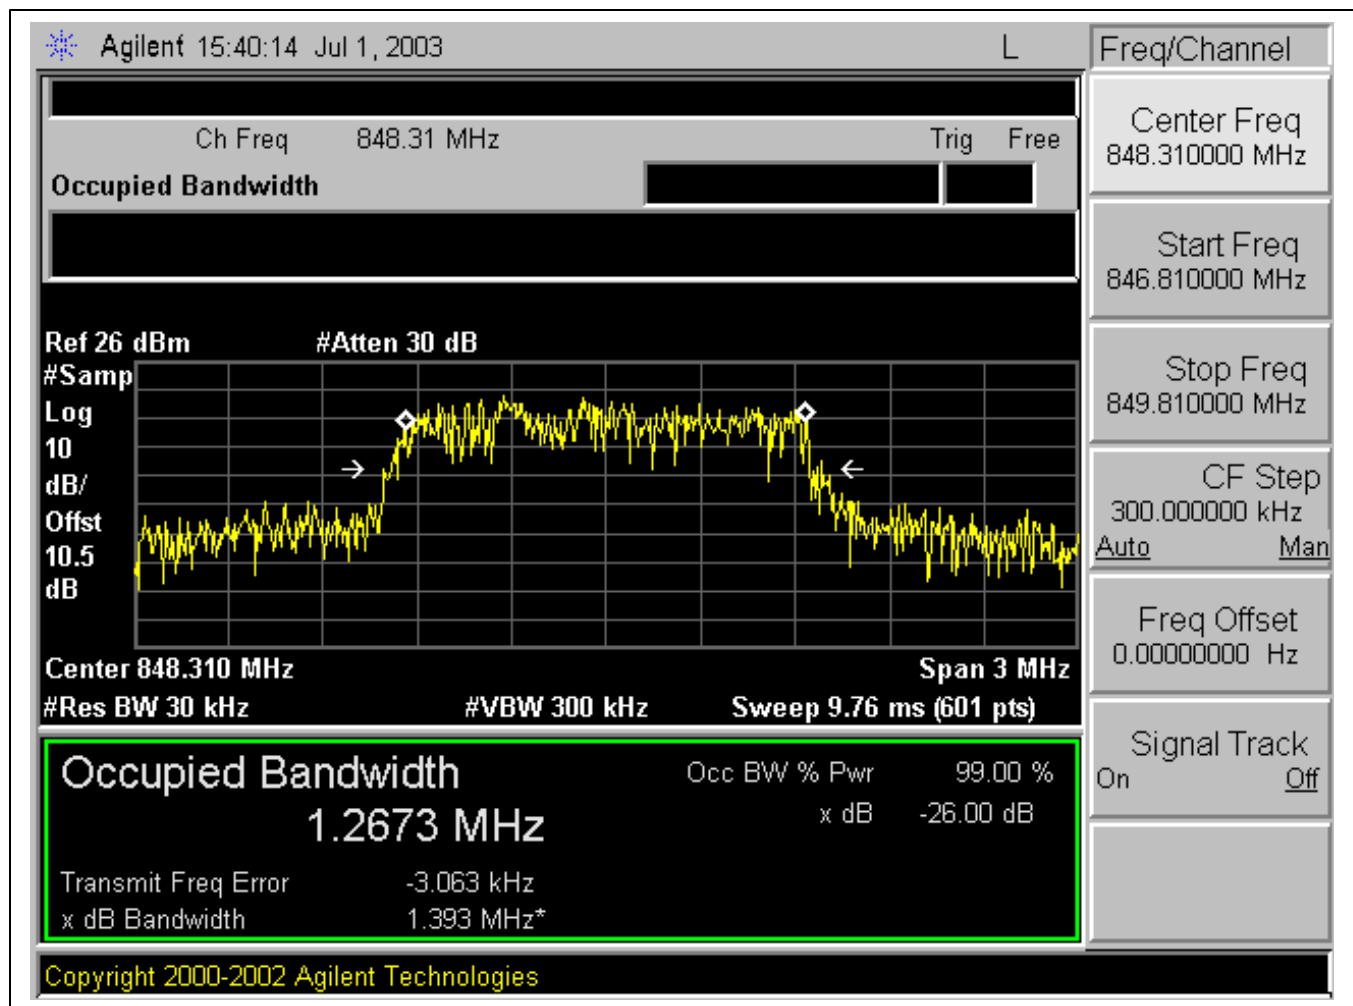 Agilent 15:40:14 Jul 1, 2003 L
Freq/Channel
Ch Freq 848.31 MHz Trig Free
Occupied Bandwidth
Center Freq
848.310000 MHz
Start Freq
846.810000 MHz
Stop Freq
849.810000 MHz
CF Step
300.000000 kHz
Auto Man
Freq Offset
0.00000000 Hz
Signal Track
On Off
Ref 26 dBm #Atten 30 dB
#Samp
Log
10
dB/
Offst
10.5
dB
Center 848.310 MHz Span 3 MHz
#Res BW 30 kHz #VBW 300 kHz Sweep 9.76 ms (601 pts)
Occupied Bandwidth
1.2673 MHz
Occ BW % Pwr 99.00 %
x dB -26.00 dB
Transmit Freq Error -3.063 kHz
x dB Bandwidth 1.393 MHz*
Copyright 2000-2002 Agilent Technologies